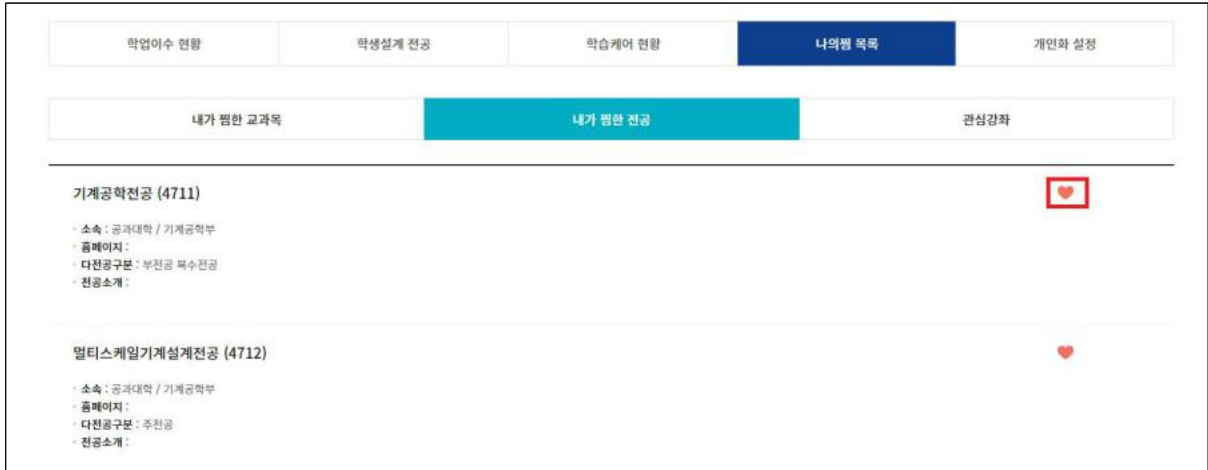 학업이수 현황
학생설계 전공
학습케어 현황
나의찜 목록
개인화 설정
내가 찜한 교과목
내가 찜한 전공
관심강좌
기계공학전공 (4711)
· 소속 : 공과대학 / 기계공학부
· 홈페이지 :
· 다전공구분 : 부전공 복수전공
· 전공소개 :
멀티스케일기계설계전공 (4712)
· 소속 : 공과대학 / 기계공학부
· 홈페이지 :
· 다전공구분 : 주전공
· 전공소개 :